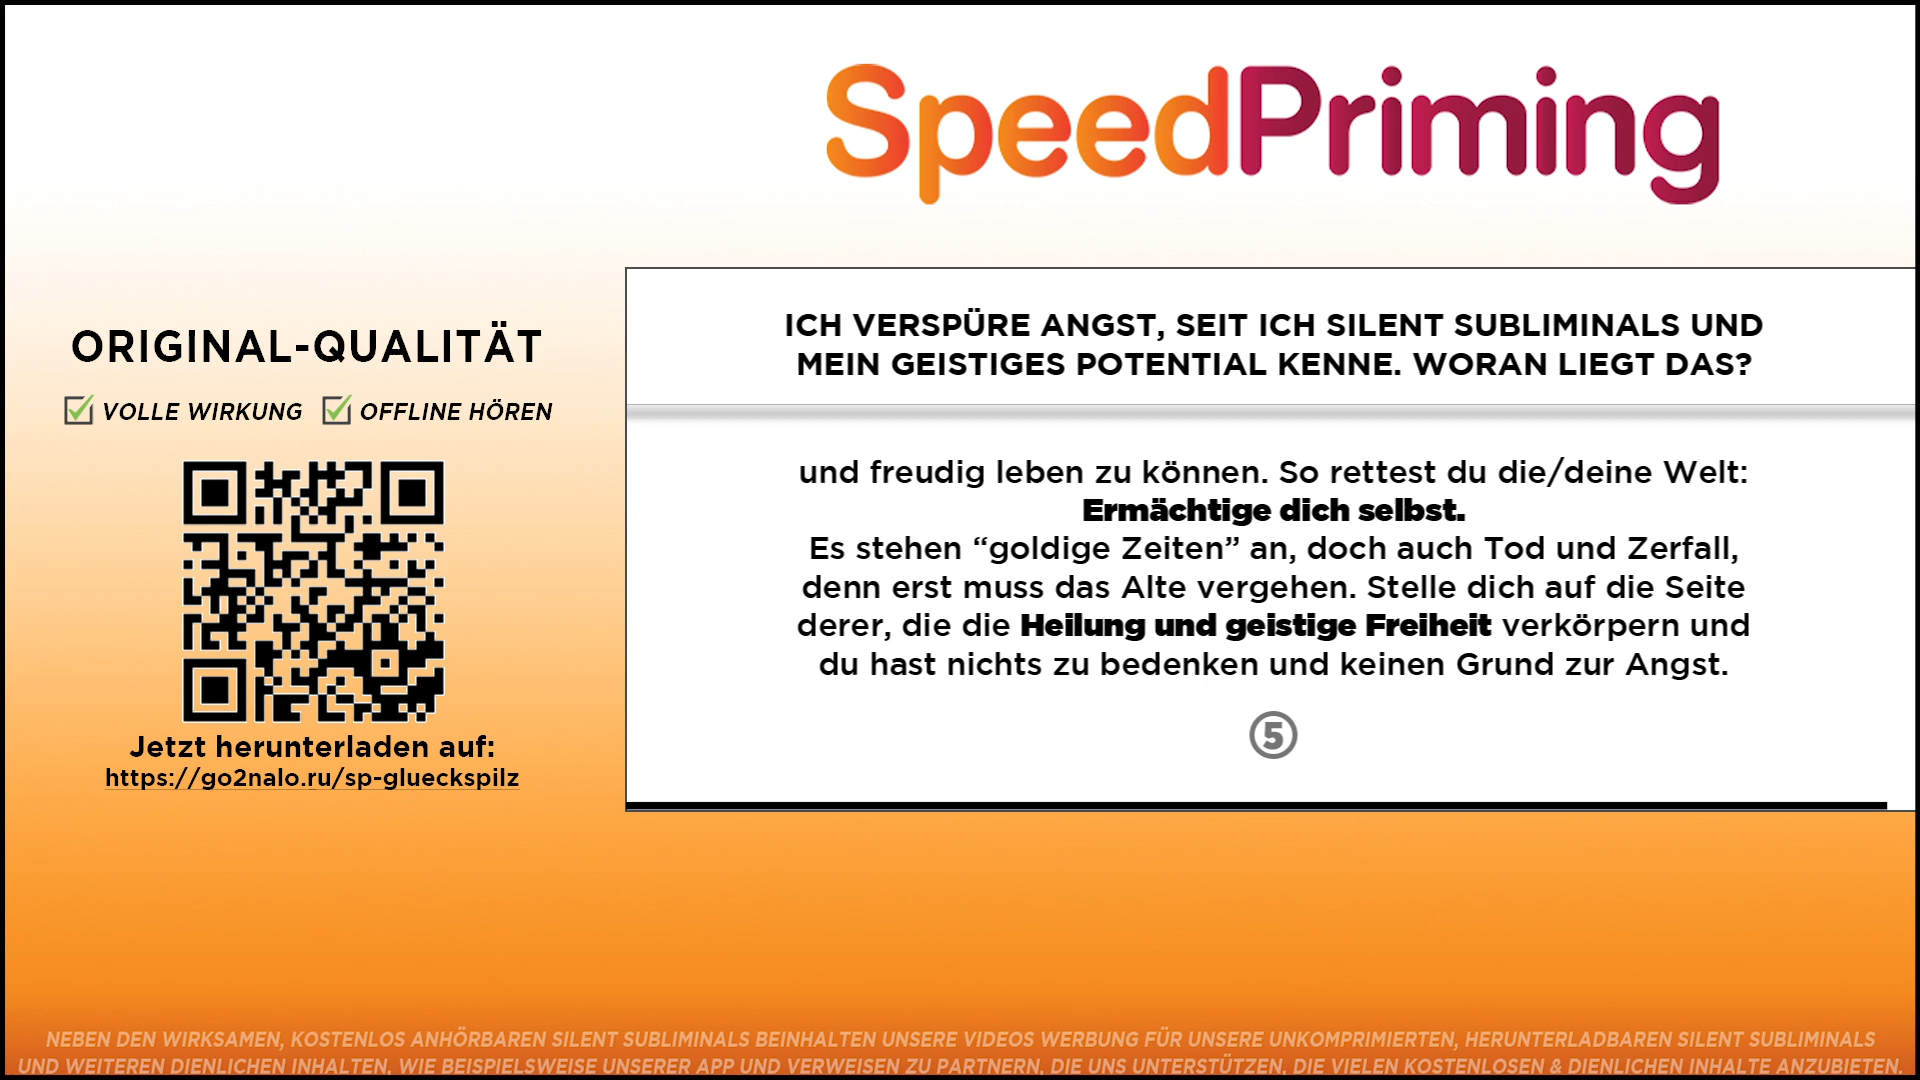 SpeedPriming
ORIGINAL-QUALITÄT
VOLLE WIRKUNG OFFLINE HÖREN
Jetzt herunterladen auf:
https://go2nalo.ru/sp-glueckspilz
ICH VERSPÜRE ANGST, SEIT ICH SILENT SUBLIMINALS UND
MEIN GEISTIGES POTENTIAL KENNE. WORAN LIEGT DAS?
und freudig leben zu können. So rettest du die/deine Welt:
Ermächtige dich selbst.
Es stehen “goldige Zeiten” an, doch auch Tod und Zerfall,
denn erst muss das Alte vergehen. Stelle dich auf die Seite
derer, die die Heilung und geistige Freiheit verkörpern und
du hast nichts zu bedenken und keinen Grund zur Angst.
5
NEBEN DEN WIRKSAMEN, KOSTENLOS ANHÖRBAREN SILENT SUBLIMINALS BEINHALTEN UNSERE VIDEOS WERBUNG FÜR UNSERE UNKOMPRIMIERTEN, HERUNTERLADBAREN SILENT SUBLIMINALS
UND WEITEREN DIENLICHEN INHALTEN, WIE BEISPIELSWEISE UNSERER APP UND VERWEISEN ZU PARTNERN, DIE UNS UNTERSTÜTZEN, DIE VIELEN KOSTENLOSEN & DIENLICHEN INHALTE ANZUBIETEN.